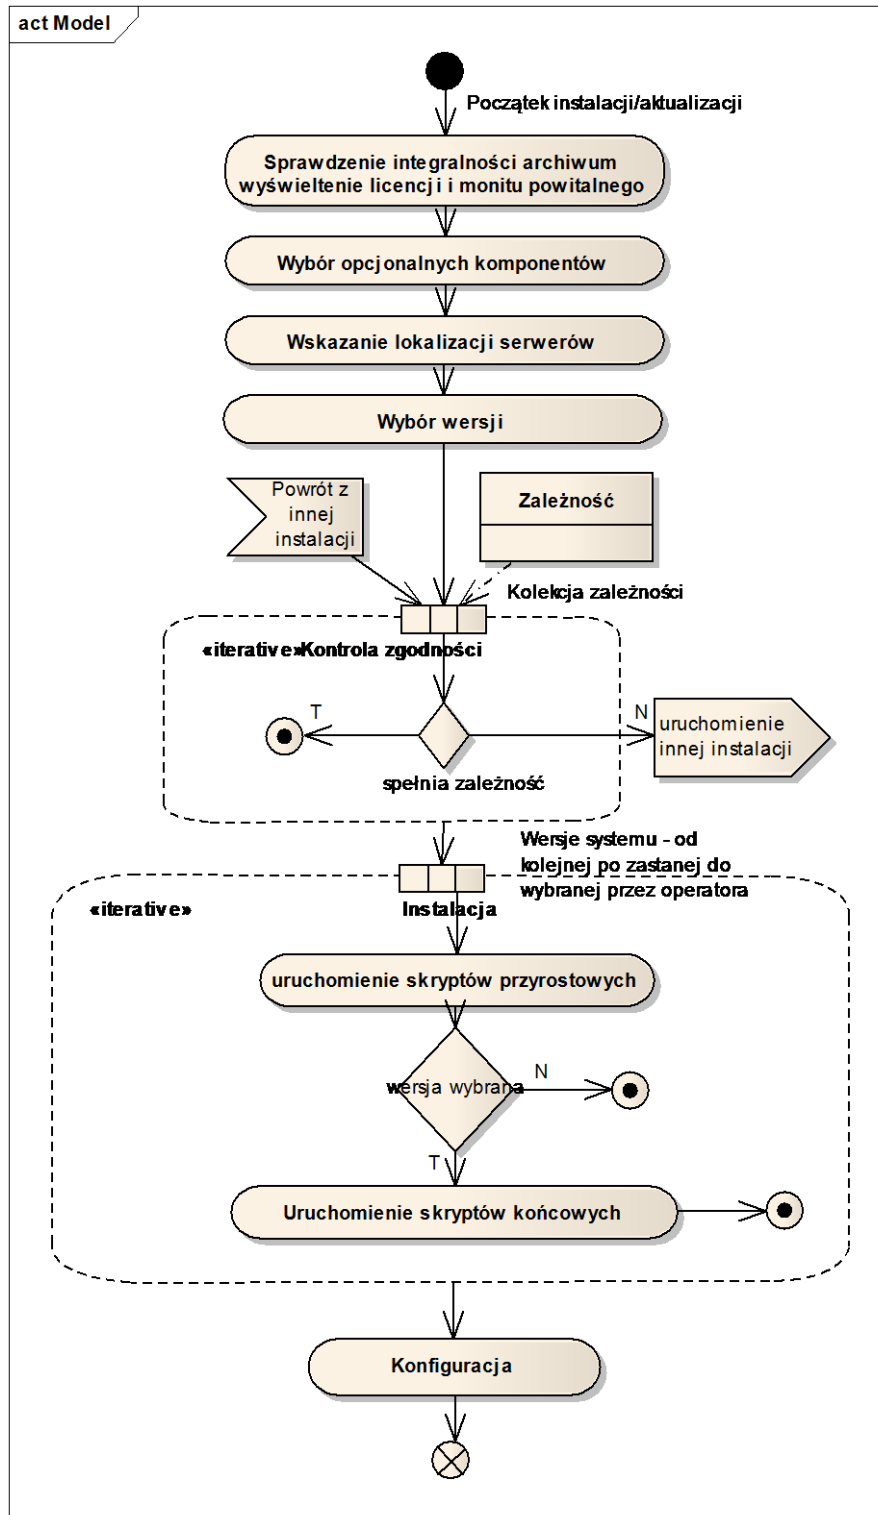 act Model
Początek instalacji/aktualizacji
Sprawdzenie integralności archiwum
wyświeltenie licencji i monitu powitalnego
Wybór opcjonalnych komponentów
Wskazanie lokalizacji serwerów
Wybór wersji
Powrót z
innej
instalacji
Zależność
Kolekcja zależności
«iterative»Kontrola zgodności
T
N
uruchomienie
innej instalacji
spełnia zależność
Wersje systemu - od
kolejnej po zastanej do
wybranej przez operatora
«iterative»
Instalacja
uruchomienie skryptów przyrostowych
wersja wybrana
N
T
Uruchomienie skryptów końcowych
Konfiguracja